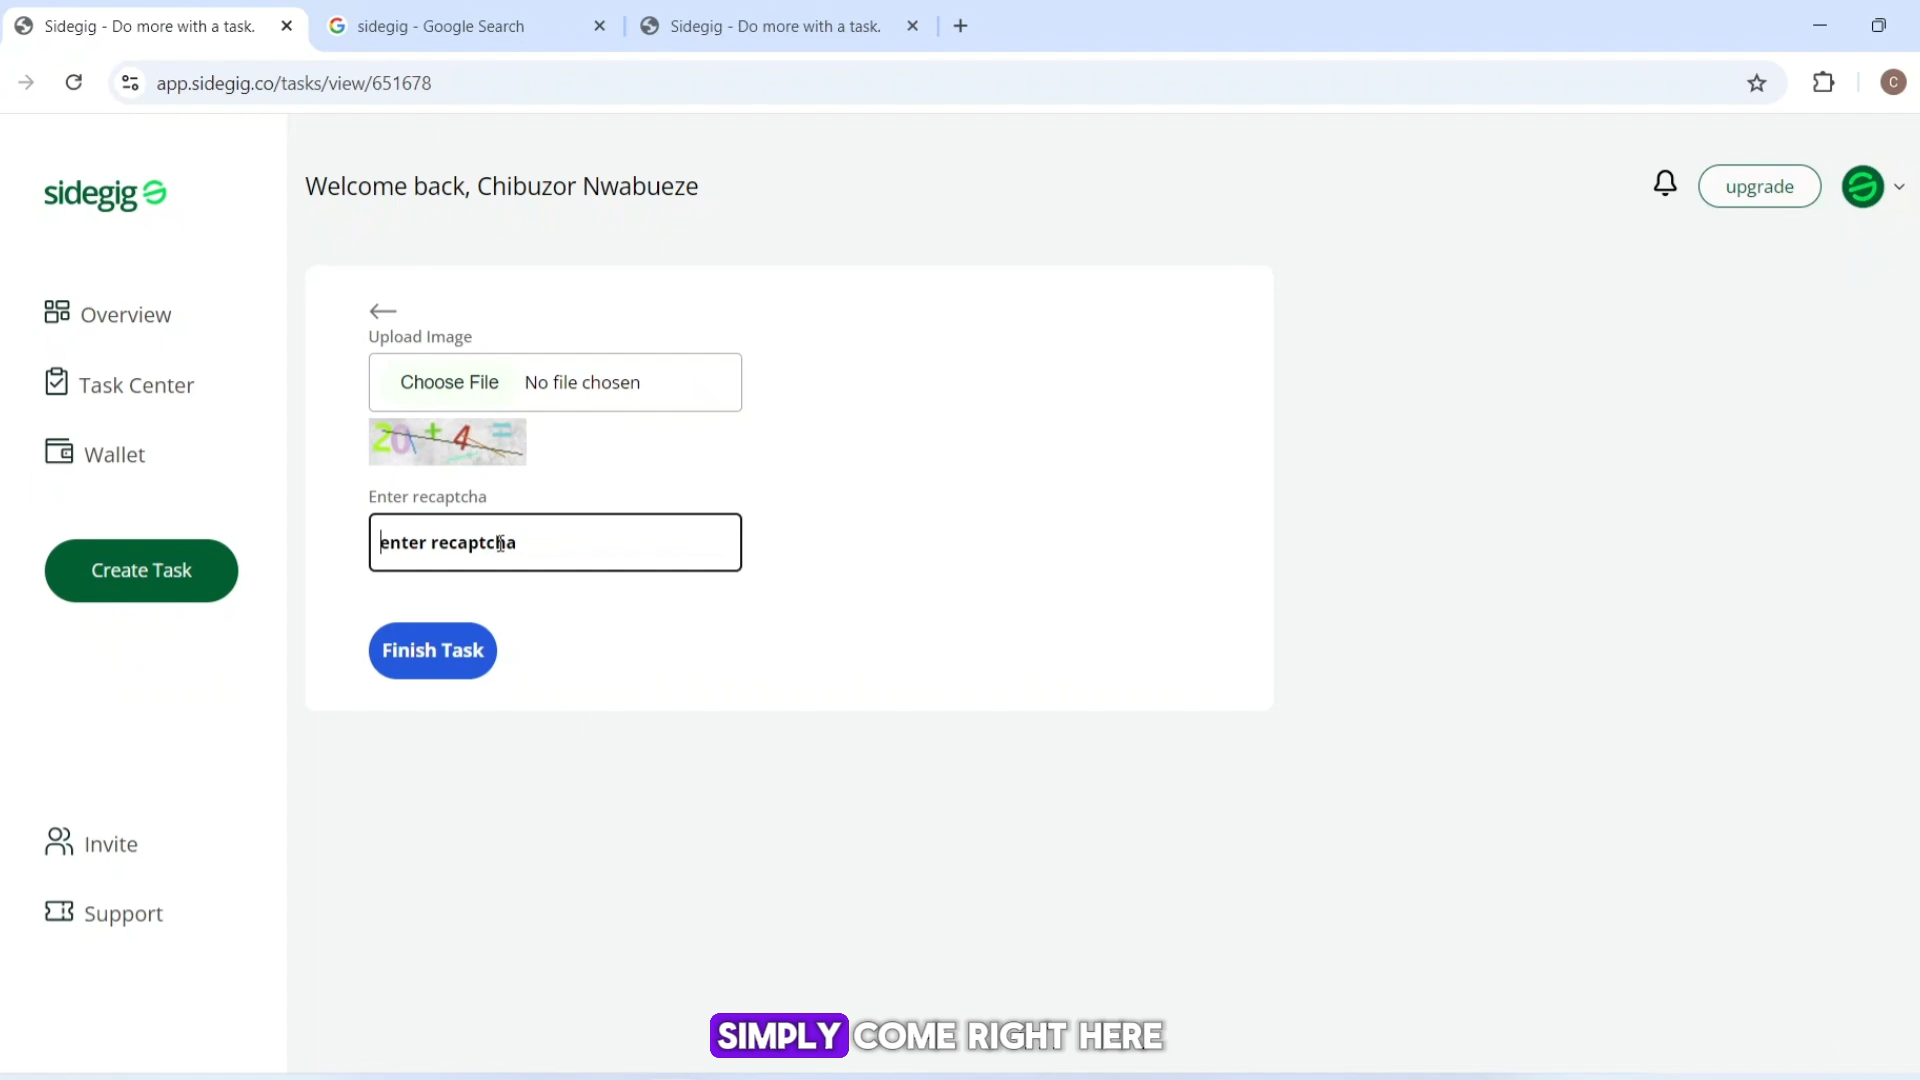 Sidegig - Do more with a task.
sidegig - Google Search
Sidegig - Do more with a task.
app.sidegig.co/tasks/view/651678
C
sidegig
Welcome back, Chibuzor Nwabueze
upgrade
Overview
Task Center
Wallet
Create Task
Invite
Support
Upload Image
Choose File No file chosen
20 + 4 =
Enter recaptcha
enter recaptcha
Finish Task
SIMPLY COME RIGHT HERE